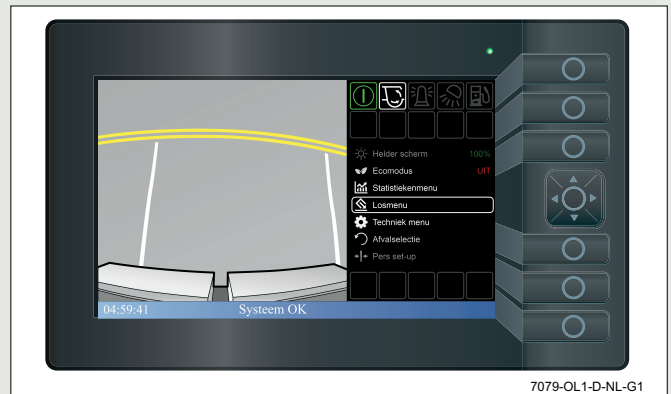 Helder scherm 100%
Ecomodus UIT
Statistiekenmenu
Losmenu
Techniek menu
Afvalselectie
Pers set-up
04:59:41 Systeem OK
7079-OL1-D-NL-G1